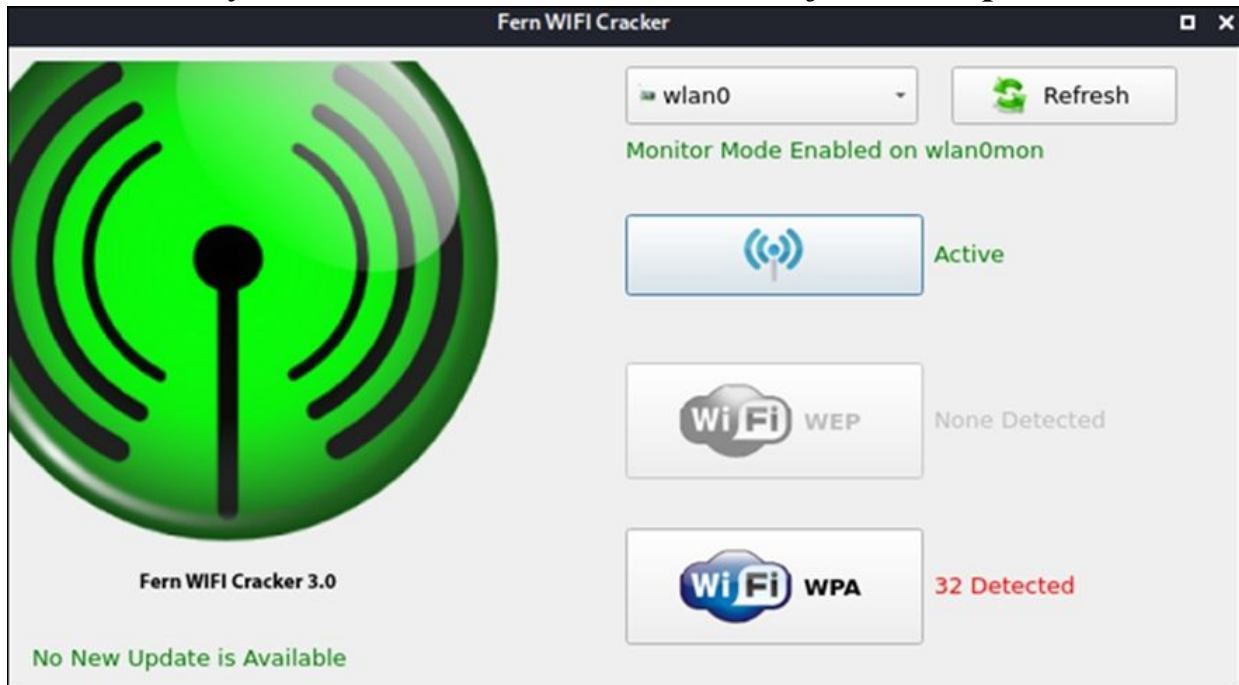 Fern WIFI Cracker
wlan0
Refresh
Monitor Mode Enabled on wlan0mon
Active
WiFi WEP
None Detected
Fern WIFI Cracker 3.0
WiFi WPA
32 Detected
No New Update is Available